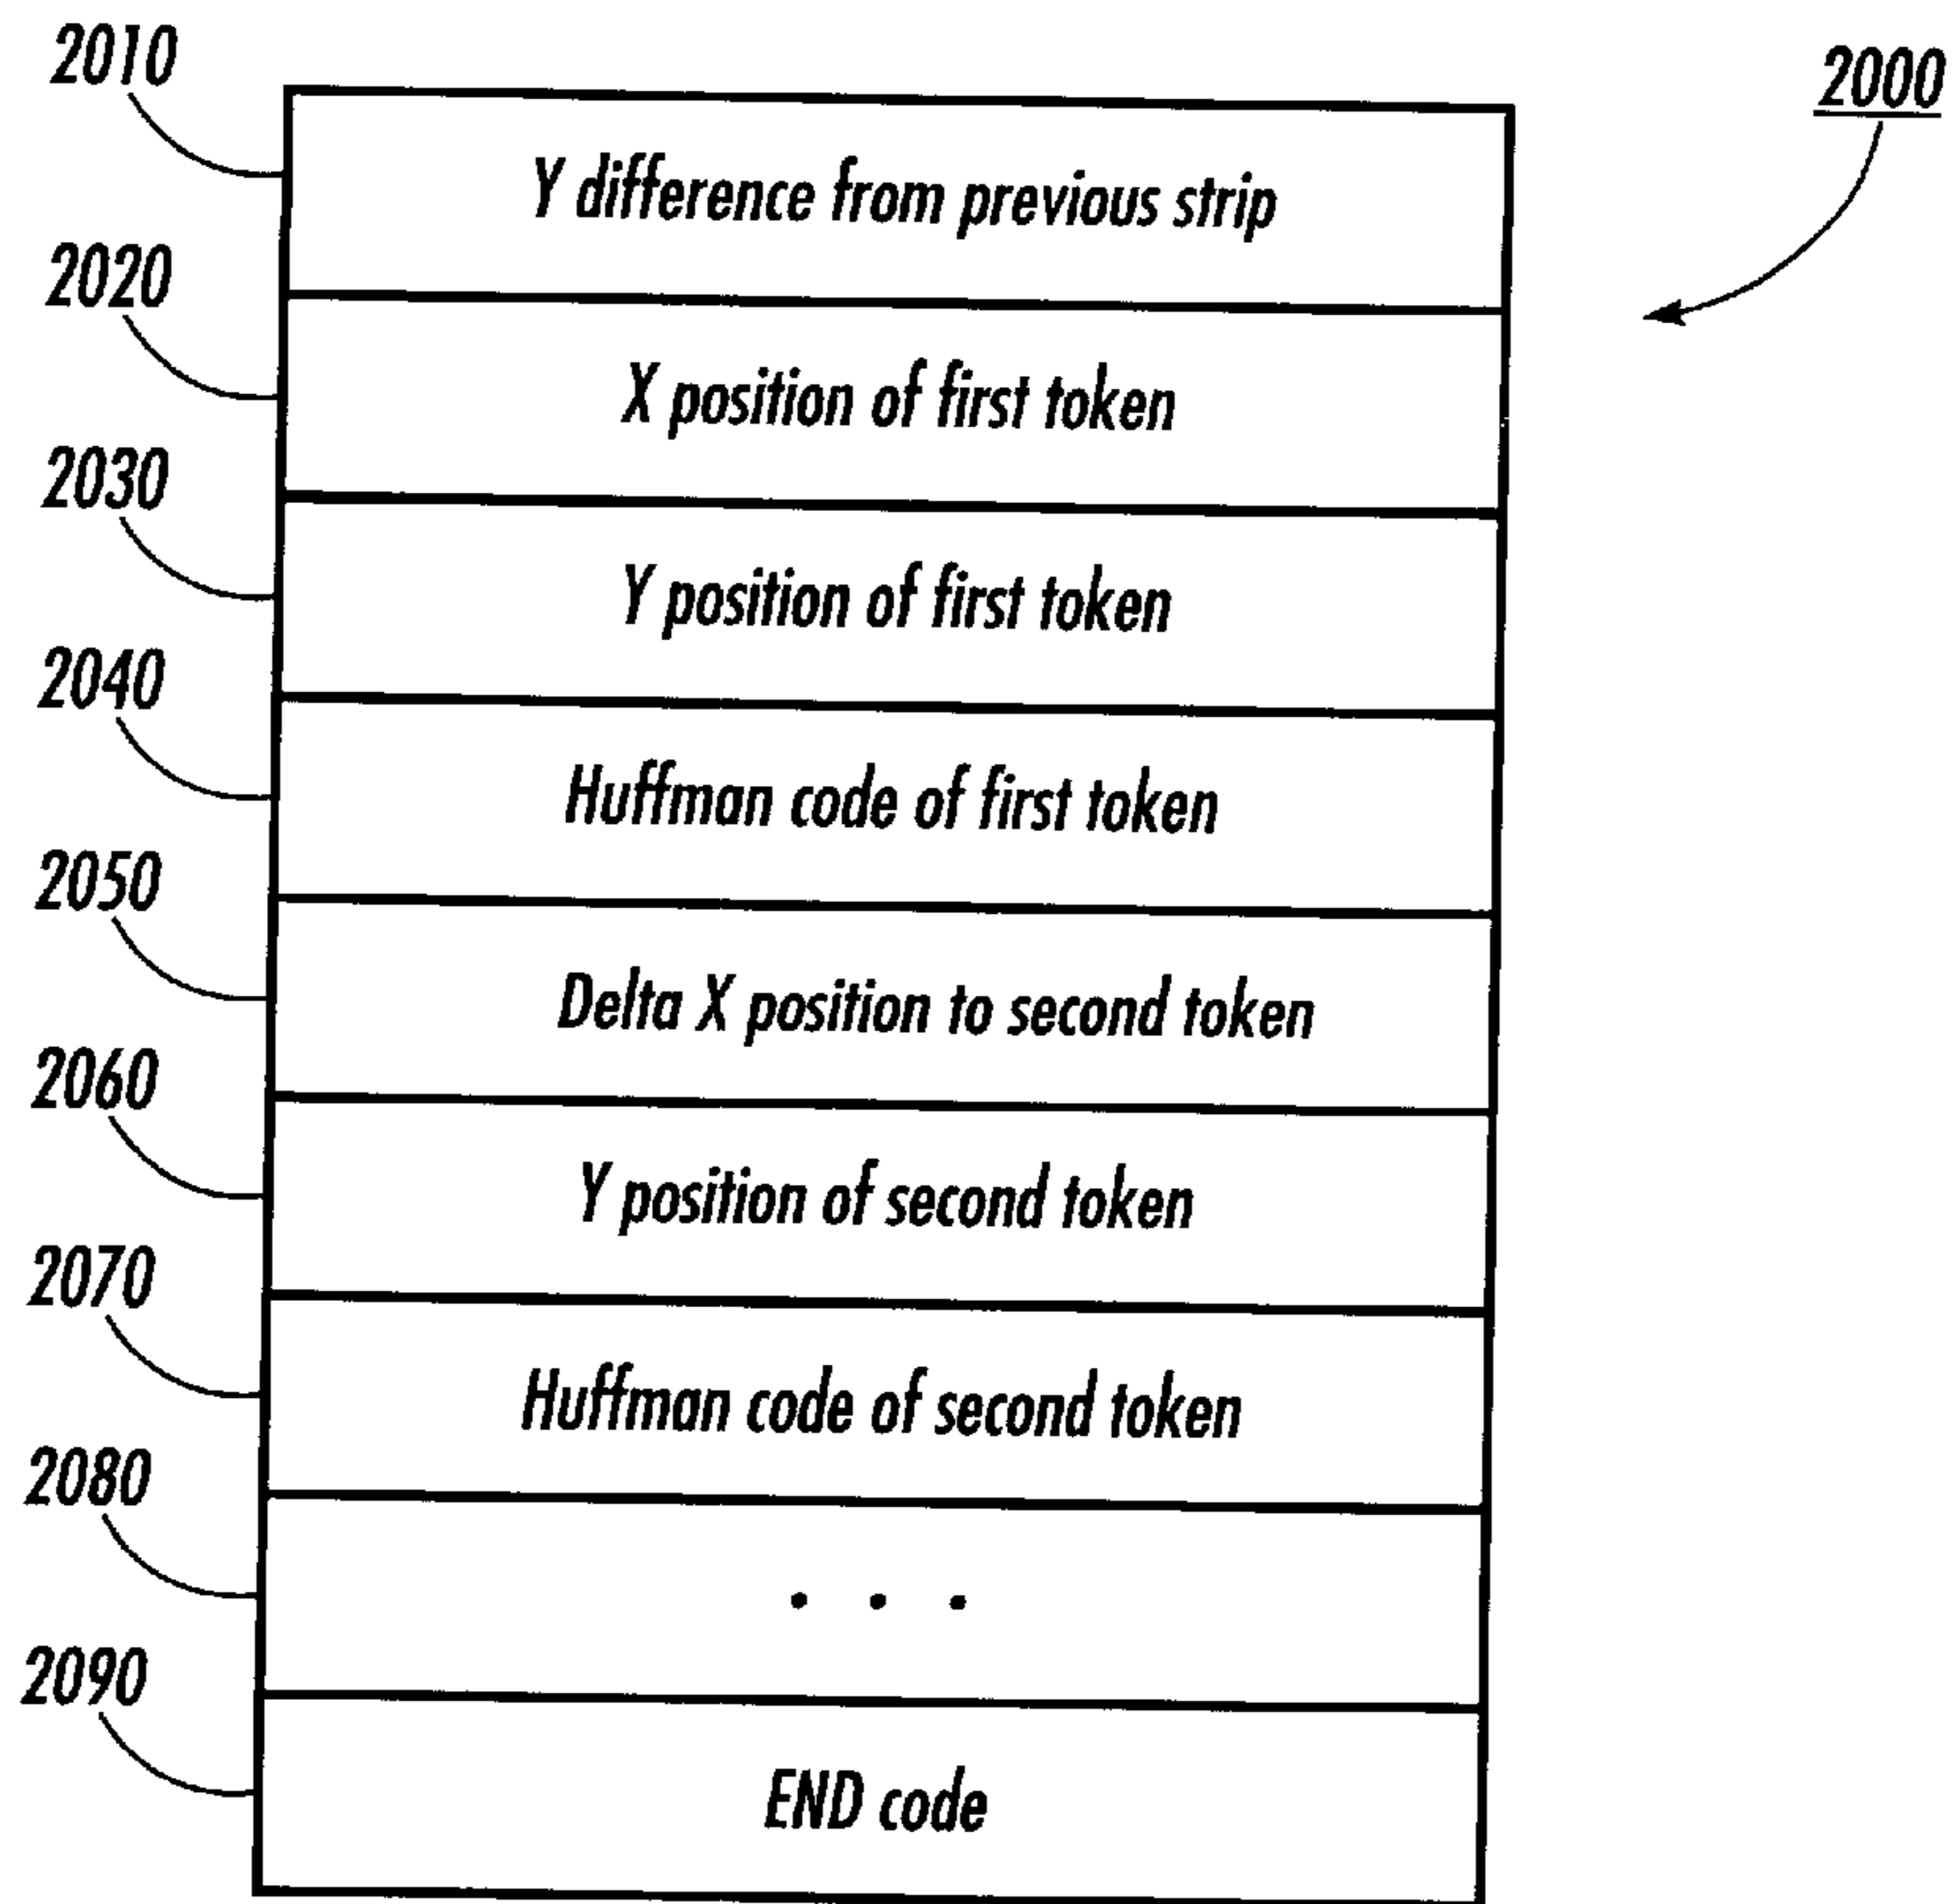 2010
2000
Y difference from previous strip
2020
X position of first token
2030
Y position of first token
2040
Huffman code of first token
2050
Delta X position to second token
2060
Y position of second token
2070
Huffman code of second token
2080
. . .
2090
END code